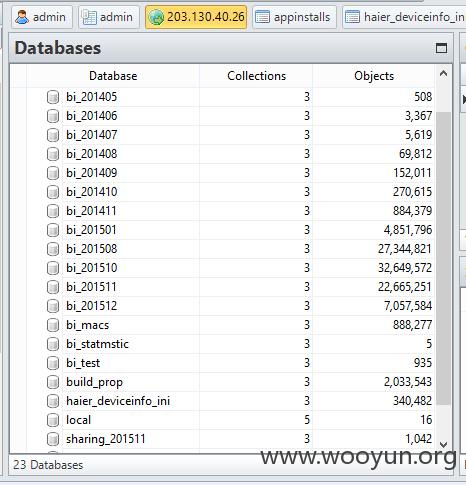 admin admin 203.130.40.26 appinstalls haier_deviceinfo_in
Databases
Database Collections Objects
bi_201405 3 508
bi_201406 3 3,367
bi_201407 3 5,619
bi_201408 3 69,812
bi_201409 3 152,011
bi_201410 3 270,615
bi_201411 3 884,379
bi_201501 3 4,851,796
bi_201508 3 27,344,821
bi_201510 3 32,649,572
bi_201511 3 22,665,251
bi_201512 3 7,057,584
bi_macs 3 888,277
bi_statmstic 3 5
bi_test 3 935
build_prop 3 2,033,543
haier_deviceinfo_ini 3 340,482
local 5 16
sharing_201511 3 1,042
www.wooyun.org
23 Databases